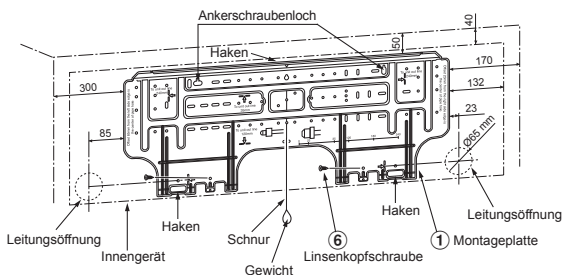 Ankerschraubenloch
Haken
40
50
170
300
132
23
85
Ø65 mm
Haken
Haken
Leitungsöffnung
Leitungsöffnung
Innengerät
Schnur
Gewicht
6 Linsenkopfschraube
1 Montageplatte